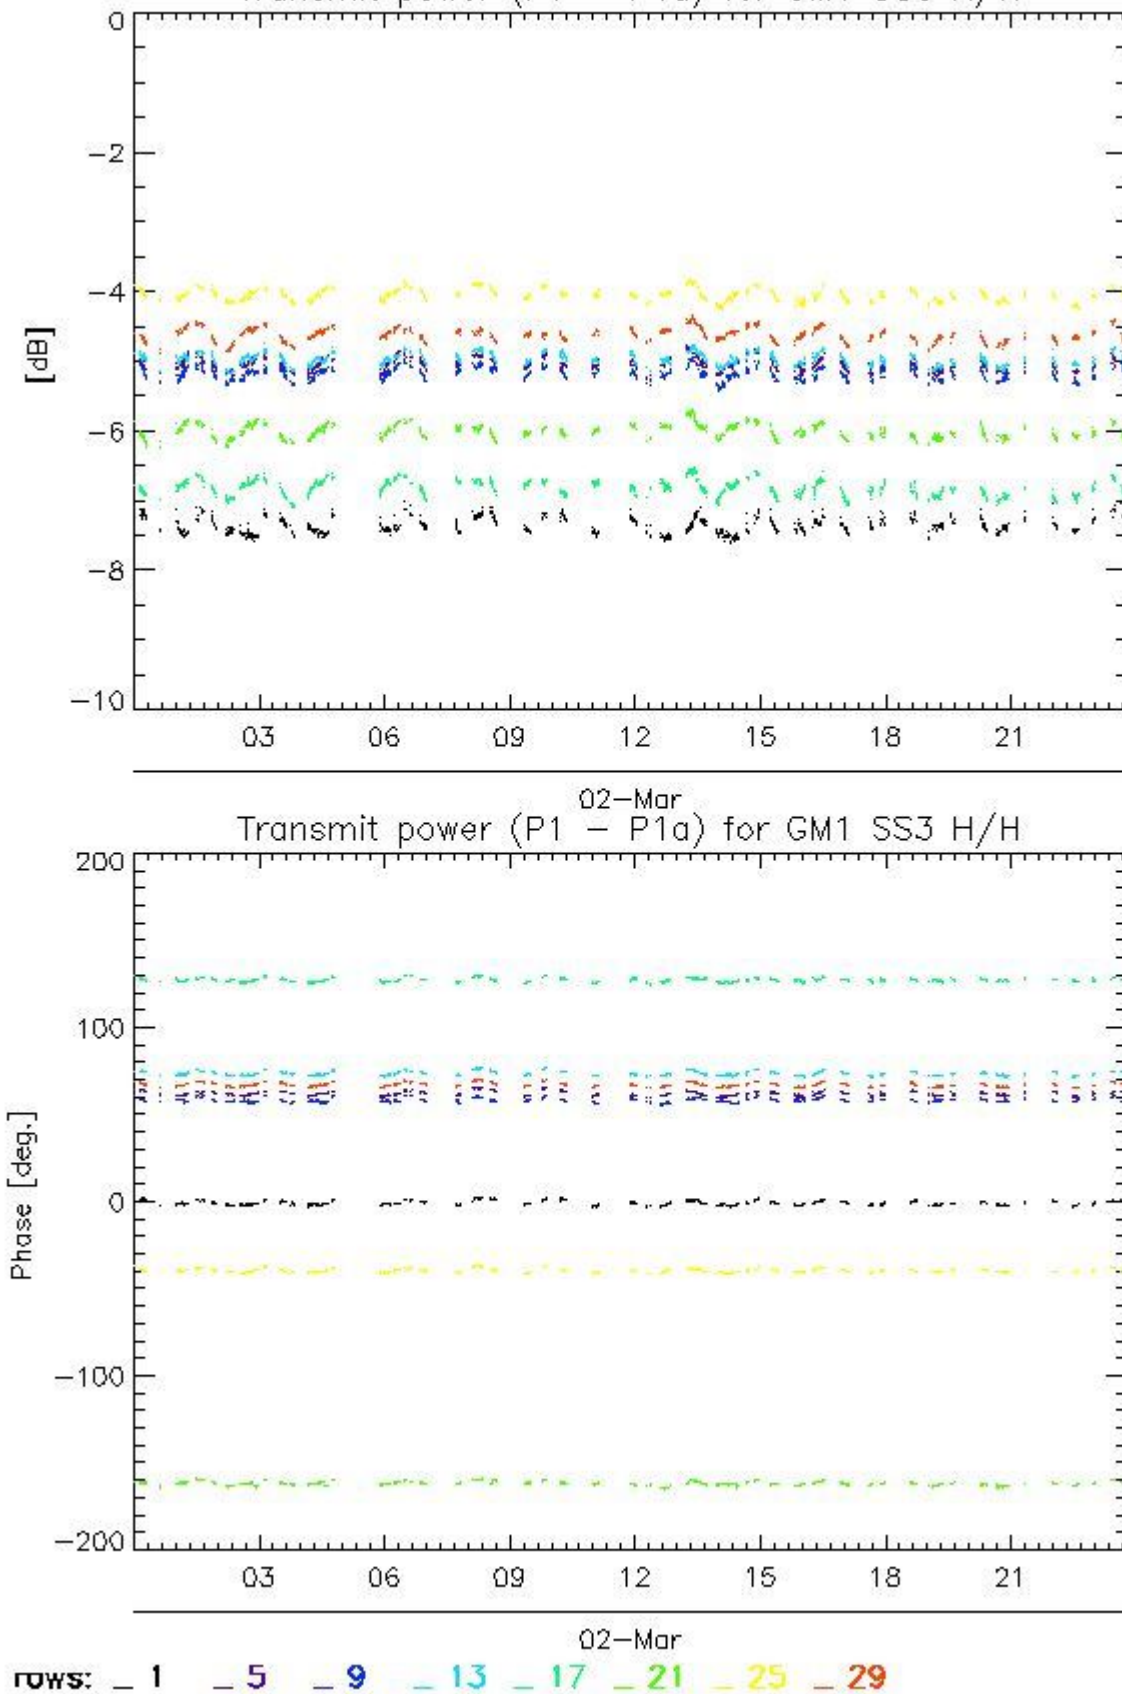 0
-2
-4
-6
-8
-10
[dB]
03 06 09 12 15 18 21
02-Mar
Transmit power (P1 - P1a) for GM1 SS3 H/H
200
100
0
-100
-200
Phase [deg.]
03 06 09 12 15 18 21
02-Mar
rows: _ 1 _ 5 _ 9 _ 13 _ 17 _ 21 _ 25 _ 29